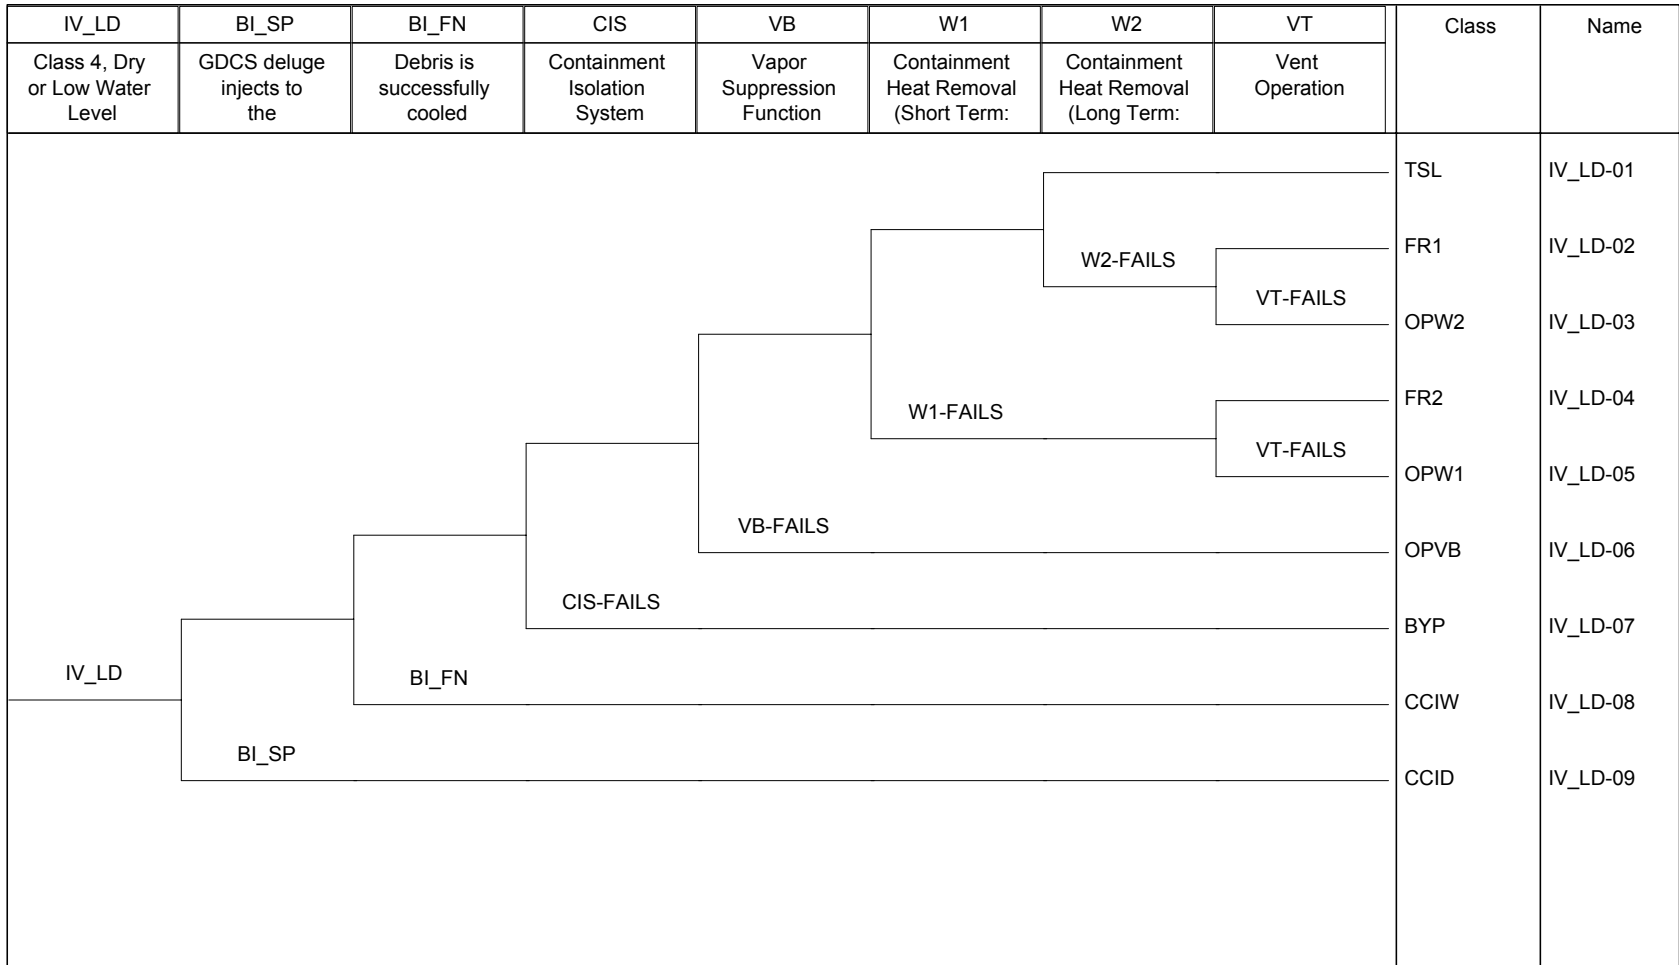 IV_LD BI_SP BI_FN CIS VB W1 W2 VT Class Name
Class 4, Dry or Low Water Level
GDCS deluge injects to the
Debris is successfully cooled
Containment Isolation System
Vapor Suppression Function
Containment Heat Removal (Short Term:
Containment Heat Removal (Long Term:
Vent Operation
TSL IV_LD-01
FR1 IV_LD-02
W2-FAILS
VT-FAILS
OPW2 IV_LD-03
FR2 IV_LD-04
W1-FAILS
VT-FAILS
OPW1 IV_LD-05
VB-FAILS
OPVB IV_LD-06
CIS-FAILS
BYP IV_LD-07
IV_LD
BI_FN
CCIW IV_LD-08
BI_SP
CCID IV_LD-09